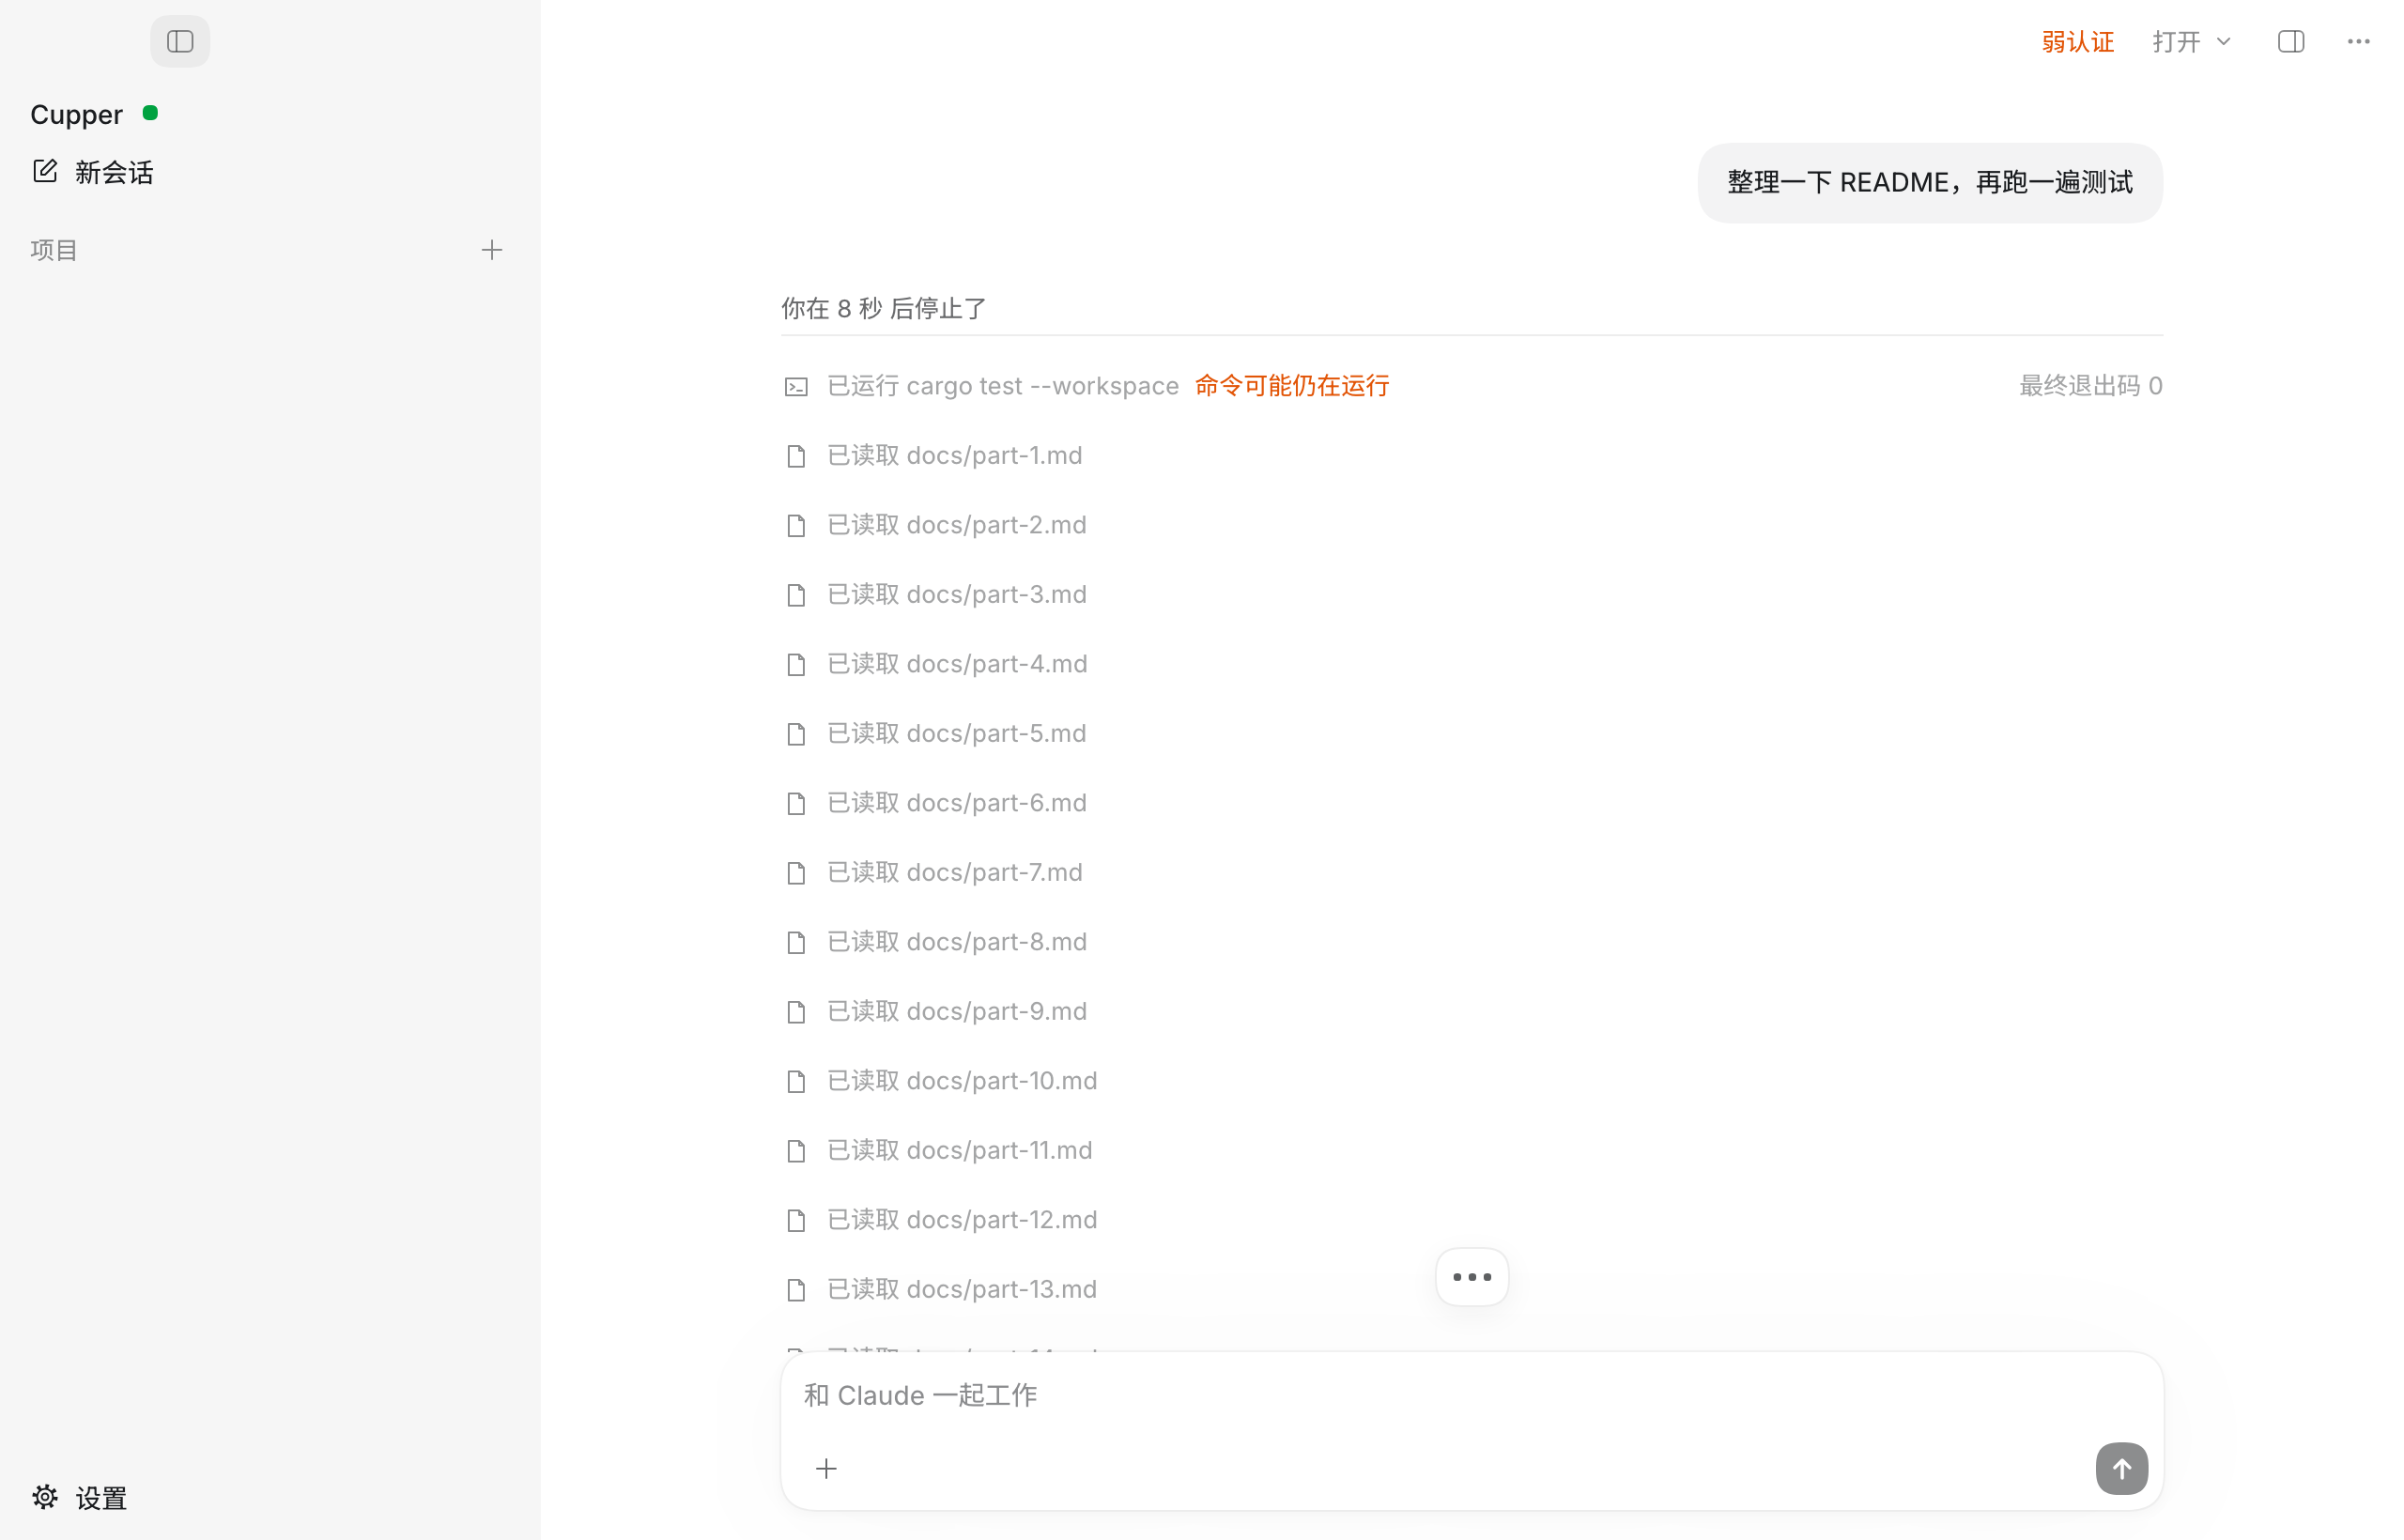 Cupper
新会话
项目
设置
弱认证 打开
整理一下 README，再跑一遍测试
你在 8 秒 后停止了
已运行 cargo test --workspace 命令可能仍在运行 最终退出码 0
已读取 docs/part-1.md
已读取 docs/part-2.md
已读取 docs/part-3.md
已读取 docs/part-4.md
已读取 docs/part-5.md
已读取 docs/part-6.md
已读取 docs/part-7.md
已读取 docs/part-8.md
已读取 docs/part-9.md
已读取 docs/part-10.md
已读取 docs/part-11.md
已读取 docs/part-12.md
已读取 docs/part-13.md
和 Claude 一起工作